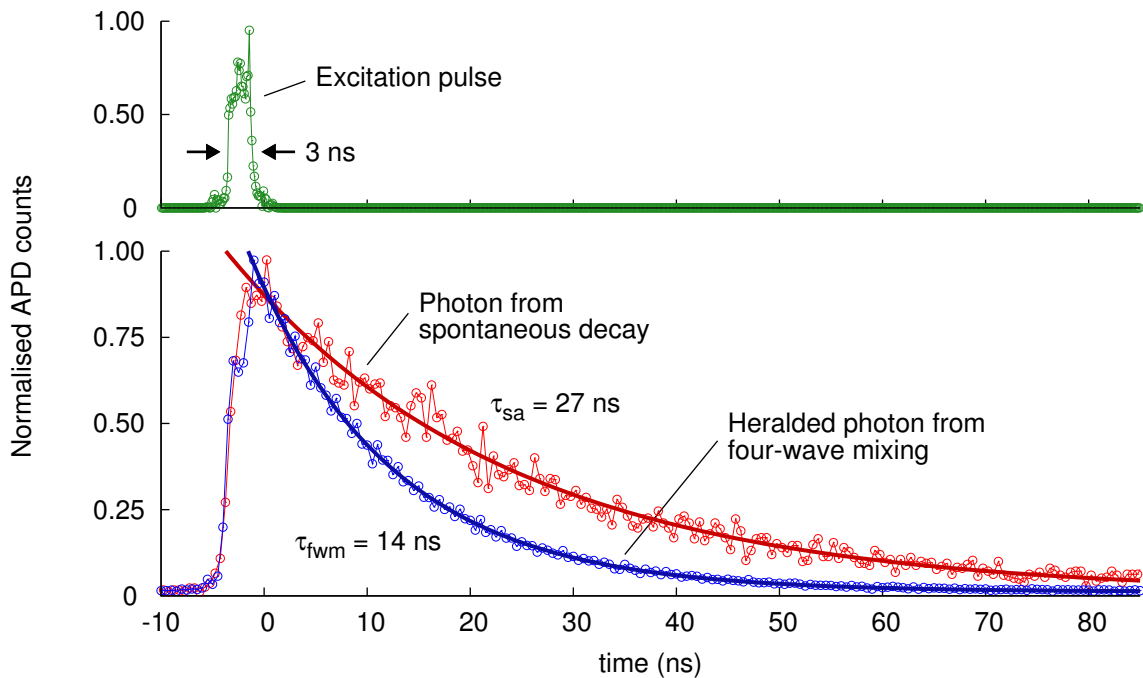 Normalised APD counts
1.00
0.50
0
Excitation pulse
3 ns
1.00
0.75
0.50
0.25
0
Photon from
spontaneous decay
τsa = 27 ns
Heralded photon from
four-wave mixing
τfwm = 14 ns
-10 0 10 20 30 40 50 60 70 80
time (ns)